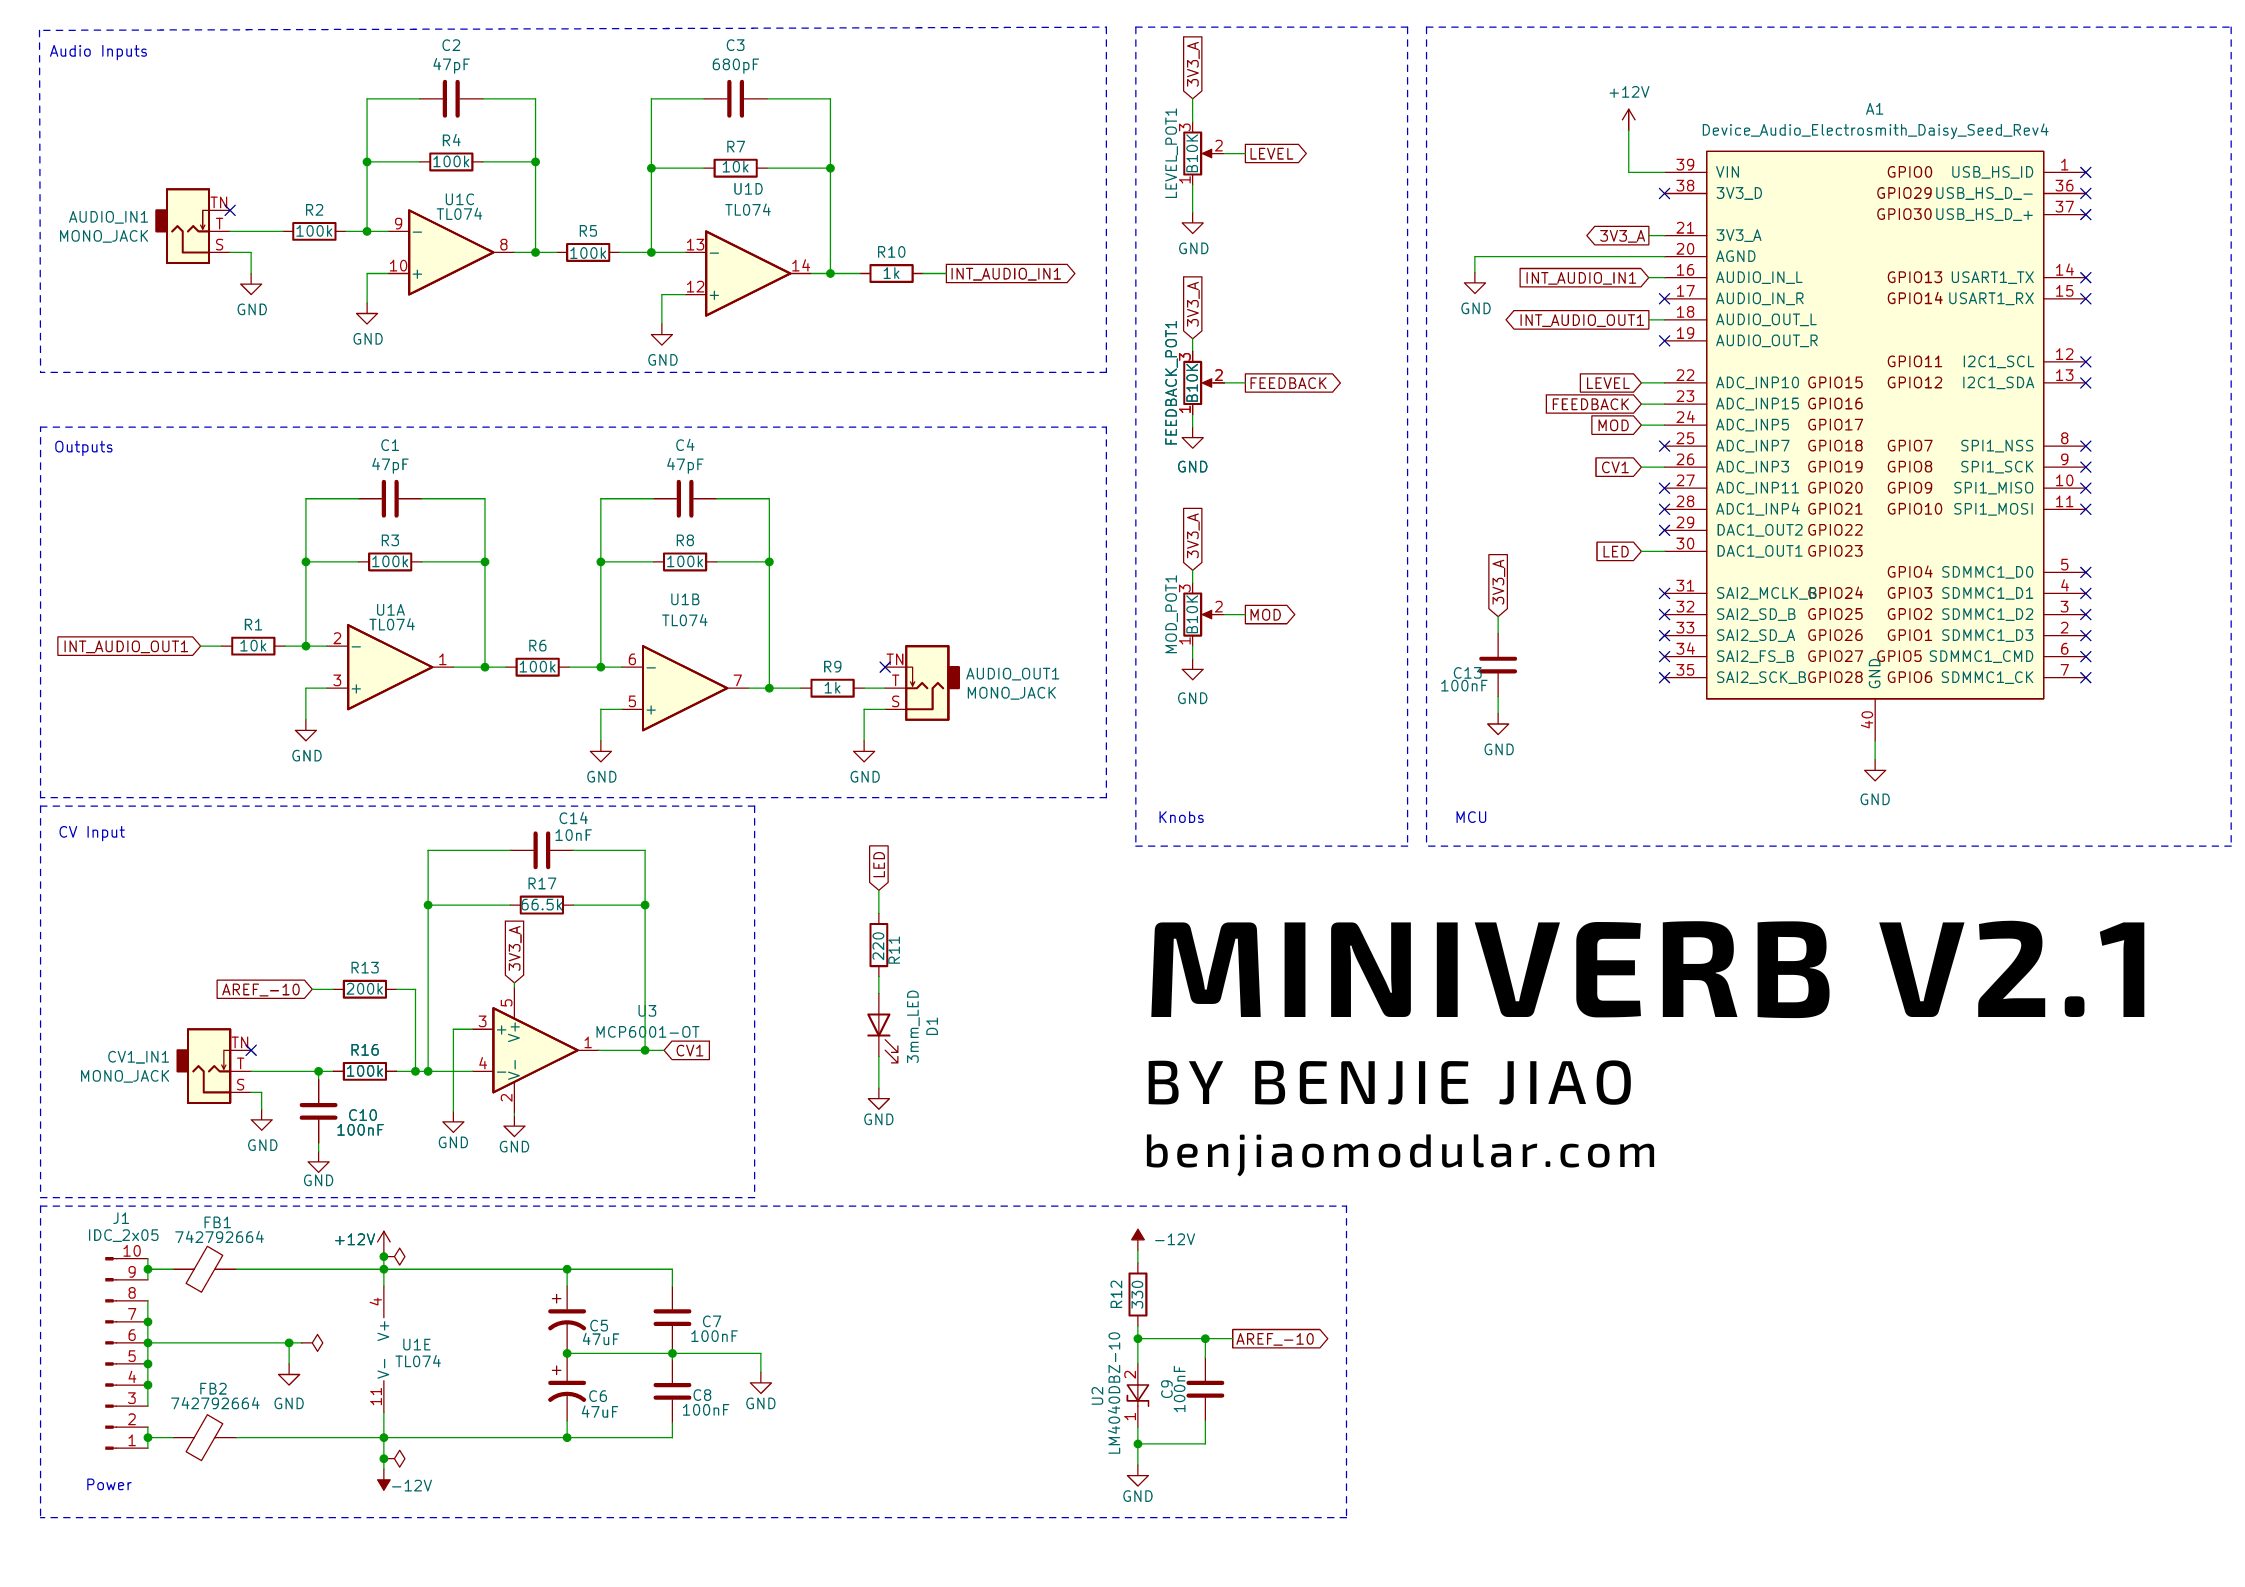 Audio Inputs
C2
47pF
R4
100k
C3
680pF
R7
10k
U1C
TL074
U1D
TL074
AUDIO_IN1
MONO_JACK
TN
T
S
R2
100k
9
10
8
R5
100k
13
12
14
R10
1k
INT_AUDIO_IN1
GND
GND
GND
Outputs
C1
47pF
R3
100k
C4
47pF
R8
100k
U1A
TL074
U1B
TL074
INT_AUDIO_OUT1
R1
10k
2
3
1
R6
100k
6
5
7
R9
1k
TN
T
S
AUDIO_OUT1
MONO_JACK
GND
GND
GND
CV Input
C14
10nF
R17
66.5k
3V3_A
AREF_-10
R13
200k
U3
MCP6001-OT
CV1_IN1
MONO_JACK
TN
T
S
R16
100k
3
4
5
2
1
V+
V-
CV1
C10
100nF
GND
GND
GND
GND
LED
220
R11
3mm_LED
D1
GND
3V3_A
LEVEL_POT1
B10K
3
2
1
LEVEL
GND
3V3_A
FEEDBACK_POT1
B10K
3
2
1
FEEDBACK
GND
3V3_A
MOD_POT1
B10K
3
2
1
MOD
GND
Knobs
+12V
A1
Device_Audio_Electrosmith_Daisy_Seed_Rev4
39 VIN GPIO0 USB_HS_ID 1
38 3V3_D GPIO29 USB_HS_D_- 36
GPIO30 USB_HS_D_+ 37
3V3_A 21 3V3_A
20 AGND
INT_AUDIO_IN1 16 AUDIO_IN_L GPIO13 USART1_TX 14
17 AUDIO_IN_R GPIO14 USART1_RX 15
INT_AUDIO_OUT1 18 AUDIO_OUT_L
19 AUDIO_OUT_R
GPIO11 I2C1_SCL 12
LEVEL 22 ADC_INP10 GPIO15 GPIO12 I2C1_SDA 13
FEEDBACK 23 ADC_INP15 GPIO16
MOD 24 ADC_INP5 GPIO17
25 ADC_INP7 GPIO18 GPIO7 SPI1_NSS 8
CV1 26 ADC_INP3 GPIO19 GPIO8 SPI1_SCK 9
27 ADC_INP11 GPIO20 GPIO9 SPI1_MISO 10
28 ADC1_INP4 GPIO21 GPIO10 SPI1_MOSI 11
29 DAC1_OUT2 GPIO22
LED 30 DAC1_OUT1 GPIO23
GPIO4 SDMMC1_D0 5
31 SAI2_MCLK_B GPIO24 GPIO3 SDMMC1_D1 4
32 SAI2_SD_B GPIO25 GPIO2 SDMMC1_D2 3
33 SAI2_SD_A GPIO26 GPIO1 SDMMC1_D3 2
34 SAI2_FS_B GPIO27 GPIO5 SDMMC1_CMD 6
35 SAI2_SCK_B GPIO28 GPIO6 SDMMC1_CK 7
GND
40
GND
GND
3V3_A
C13
100nF
GND
MCU
MINIVERB V2.1
BY BENJIE JIAO
benjiaomodular.com
J1
IDC_2x05
10
9
8
7
6
5
4
3
2
1
FB1
742792664
FB2
742792664
GND
+12V
4
V+
U1E
TL074
V-
11
-12V
C5
47uF
C7
100nF
C6
47uF
C8
100nF
GND
Power
-12V
R12
330
AREF_-10
U2
LM4040DBZ-10
2
1
C9
100nF
GND